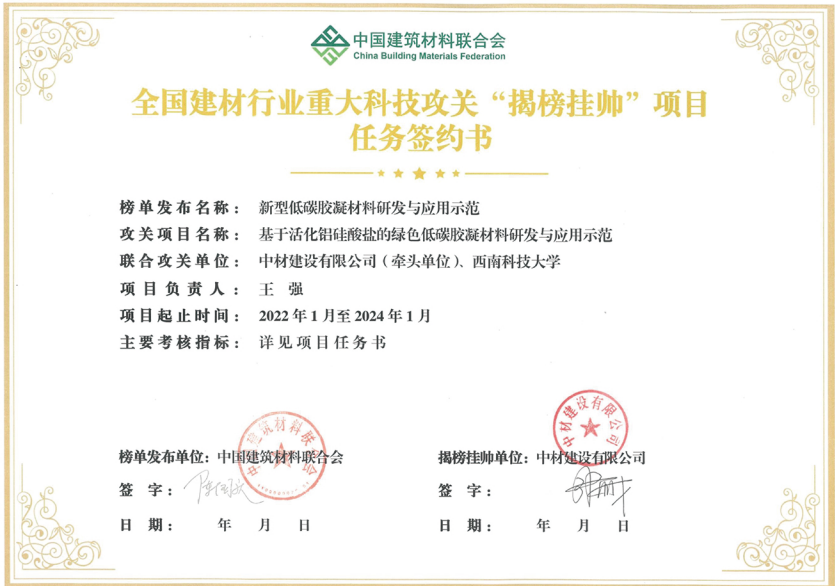 中国建筑材料联合会
China Building Materials Federation
全国建材行业重大科技攻关“揭榜挂帅”项目
任务签约书
榜单发布名称：新型低碳胶凝材料研发与应用示范
攻关项目名称：基于活化铝硅酸盐的绿色低碳胶凝材料研发与应用示范
联合攻关单位：中材建设有限公司（牵头单位）、西南科技大学
项目负责人：王 强
项目起止时间：2022 年 1 月至 2024 年 1 月
主要考核指标：详见项目任务书
中国建筑材料联合会
中材建设有限公司
榜单发布单位：中国建筑材料联合会
揭榜挂帅单位：中材建设有限公司
签 字：
签 字：
日 期： 年 月 日
日 期： 年 月 日